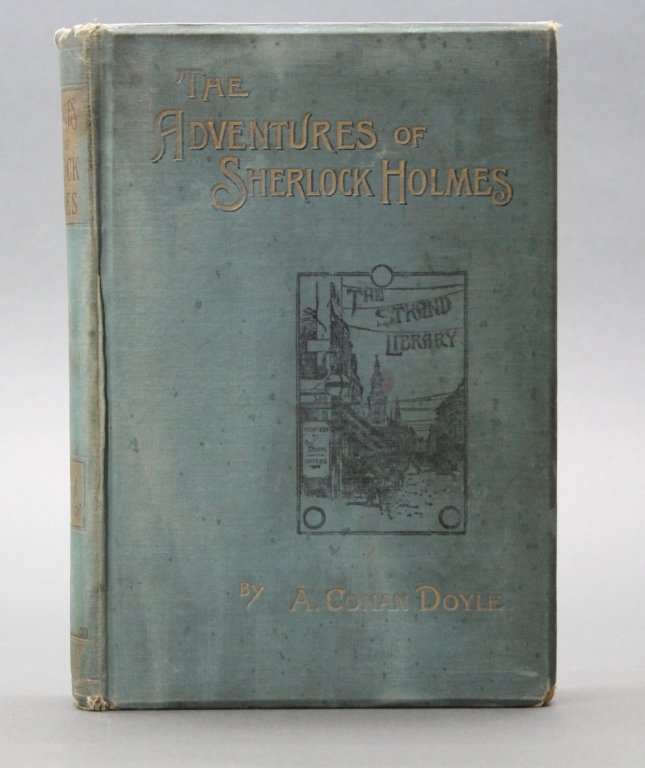 THE
ADVENTURES OF
SHERLOCK HOLMES
THE
STRAND
LIBRARY
BY A. CONAN DOYLE